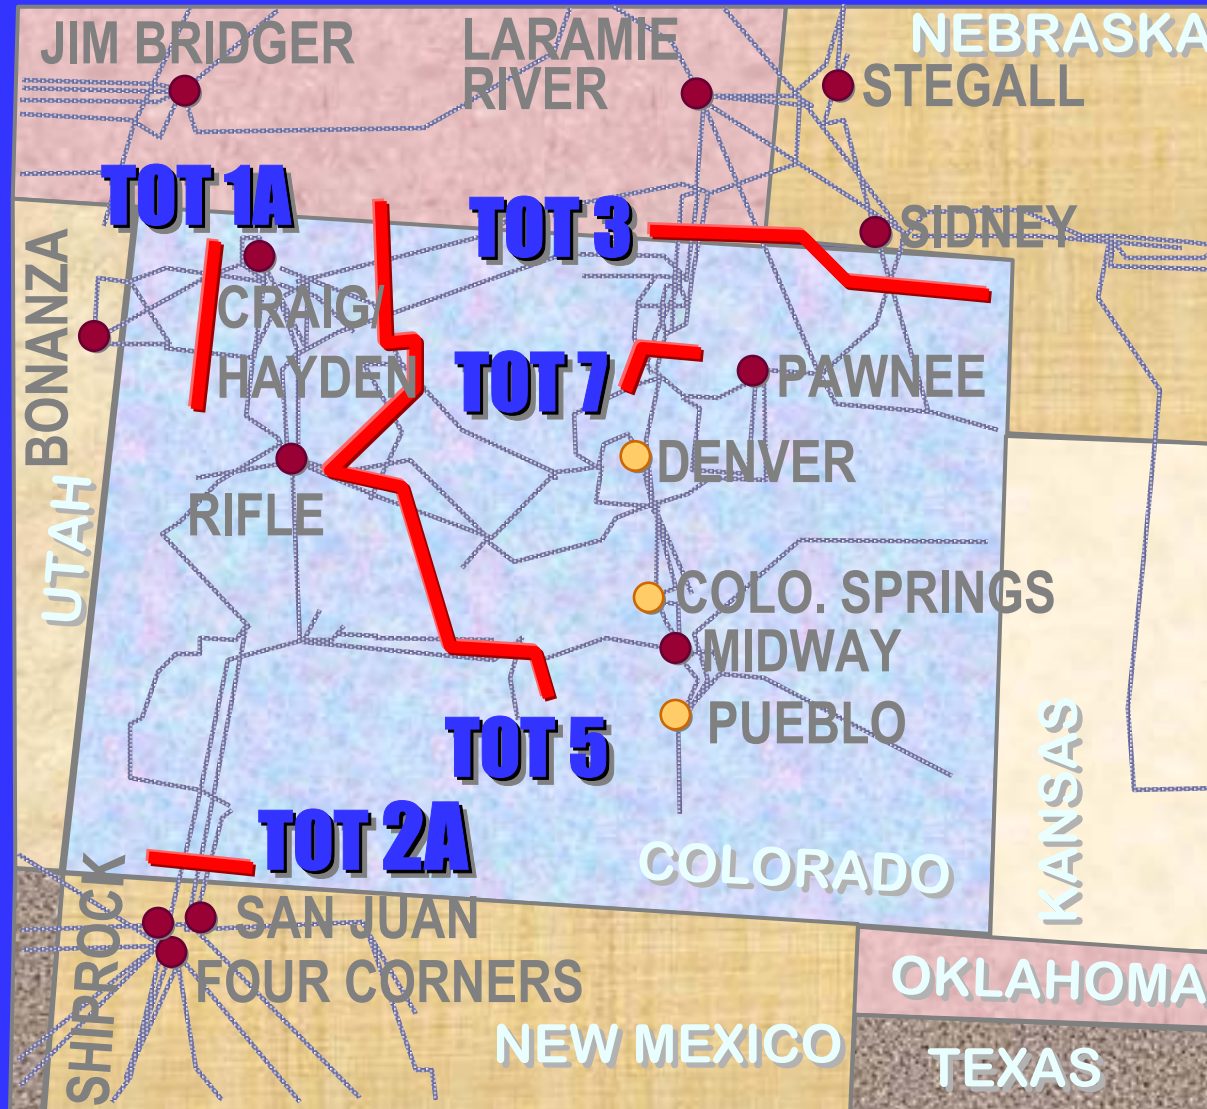 JIM BRIDGER
LARAMIE
RIVER
NEBRASKA
STEGALL
TOT 1A
TOT 3
SIDNEY
BONANZA
CRAIG/
HAYDEN
TOT 7
PAWNEE
DENVER
RIFLE
UTAH
COLO. SPRINGS
MIDWAY
PUEBLO
TOT 5
KANSAS
TOT 2A
COLORADO
SHIPROCK
SAN JUAN
FOUR CORNERS
OKLAHOMA
NEW MEXICO
TEXAS